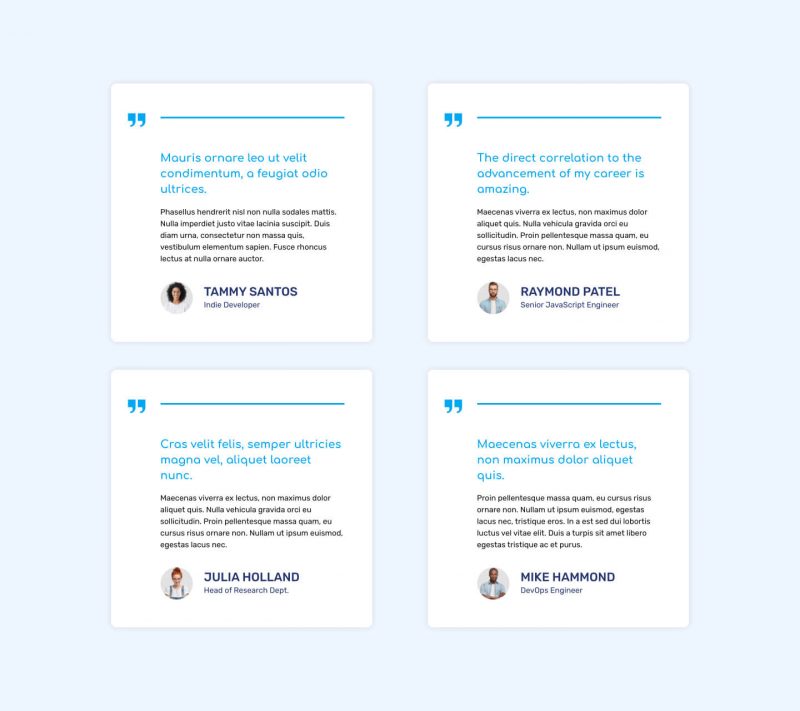 Mauris ornare leo ut velit
condimentum, a feugiat odio
ultrices.
Phasellus hendrerit nisl non nulla sodales mattis.
Nulla imperdiet justo vitae lacinia suscipit. Duis
diam urna, consectetur non massa quis,
vestibulum elementum sapien. Fusce rhoncus
lectus at nulla ornare auctor.
TAMMY SANTOS
Indie Developer
The direct correlation to the
advancement of my career is
amazing.
Maecenas viverra ex lectus, non maximus dolor
aliquet quis. Nulla vehicula gravida orci eu
sollicitudin. Proin pellentesque massa quam, eu
cursus risus ornare non. Nullam ut ipsum euismod,
egestas lacus nec.
RAYMOND PATEL
Senior JavaScript Engineer
Cras velit felis, semper ultricies
magna vel, aliquet laoreet
nunc.
Maecenas viverra ex lectus, non maximus dolor
aliquet quis. Nulla vehicula gravida orci eu
sollicitudin. Proin pellentesque massa quam, eu
cursus risus ornare non. Nullam ut ipsum euismod,
egestas lacus nec.
JULIA HOLLAND
Head of Research Dept.
Maecenas viverra ex lectus,
non maximus dolor aliquet
quis.
Proin pellentesque massa quam, eu cursus risus
ornare non. Nullam ut ipsum euismod, egestas
lacus nec, tristique eros. In a est sed dui lobortis
luctus vel vitae elit. Duis a turpis sit amet libero
egestas tristique ac et purus.
MIKE HAMMOND
DevOps Engineer